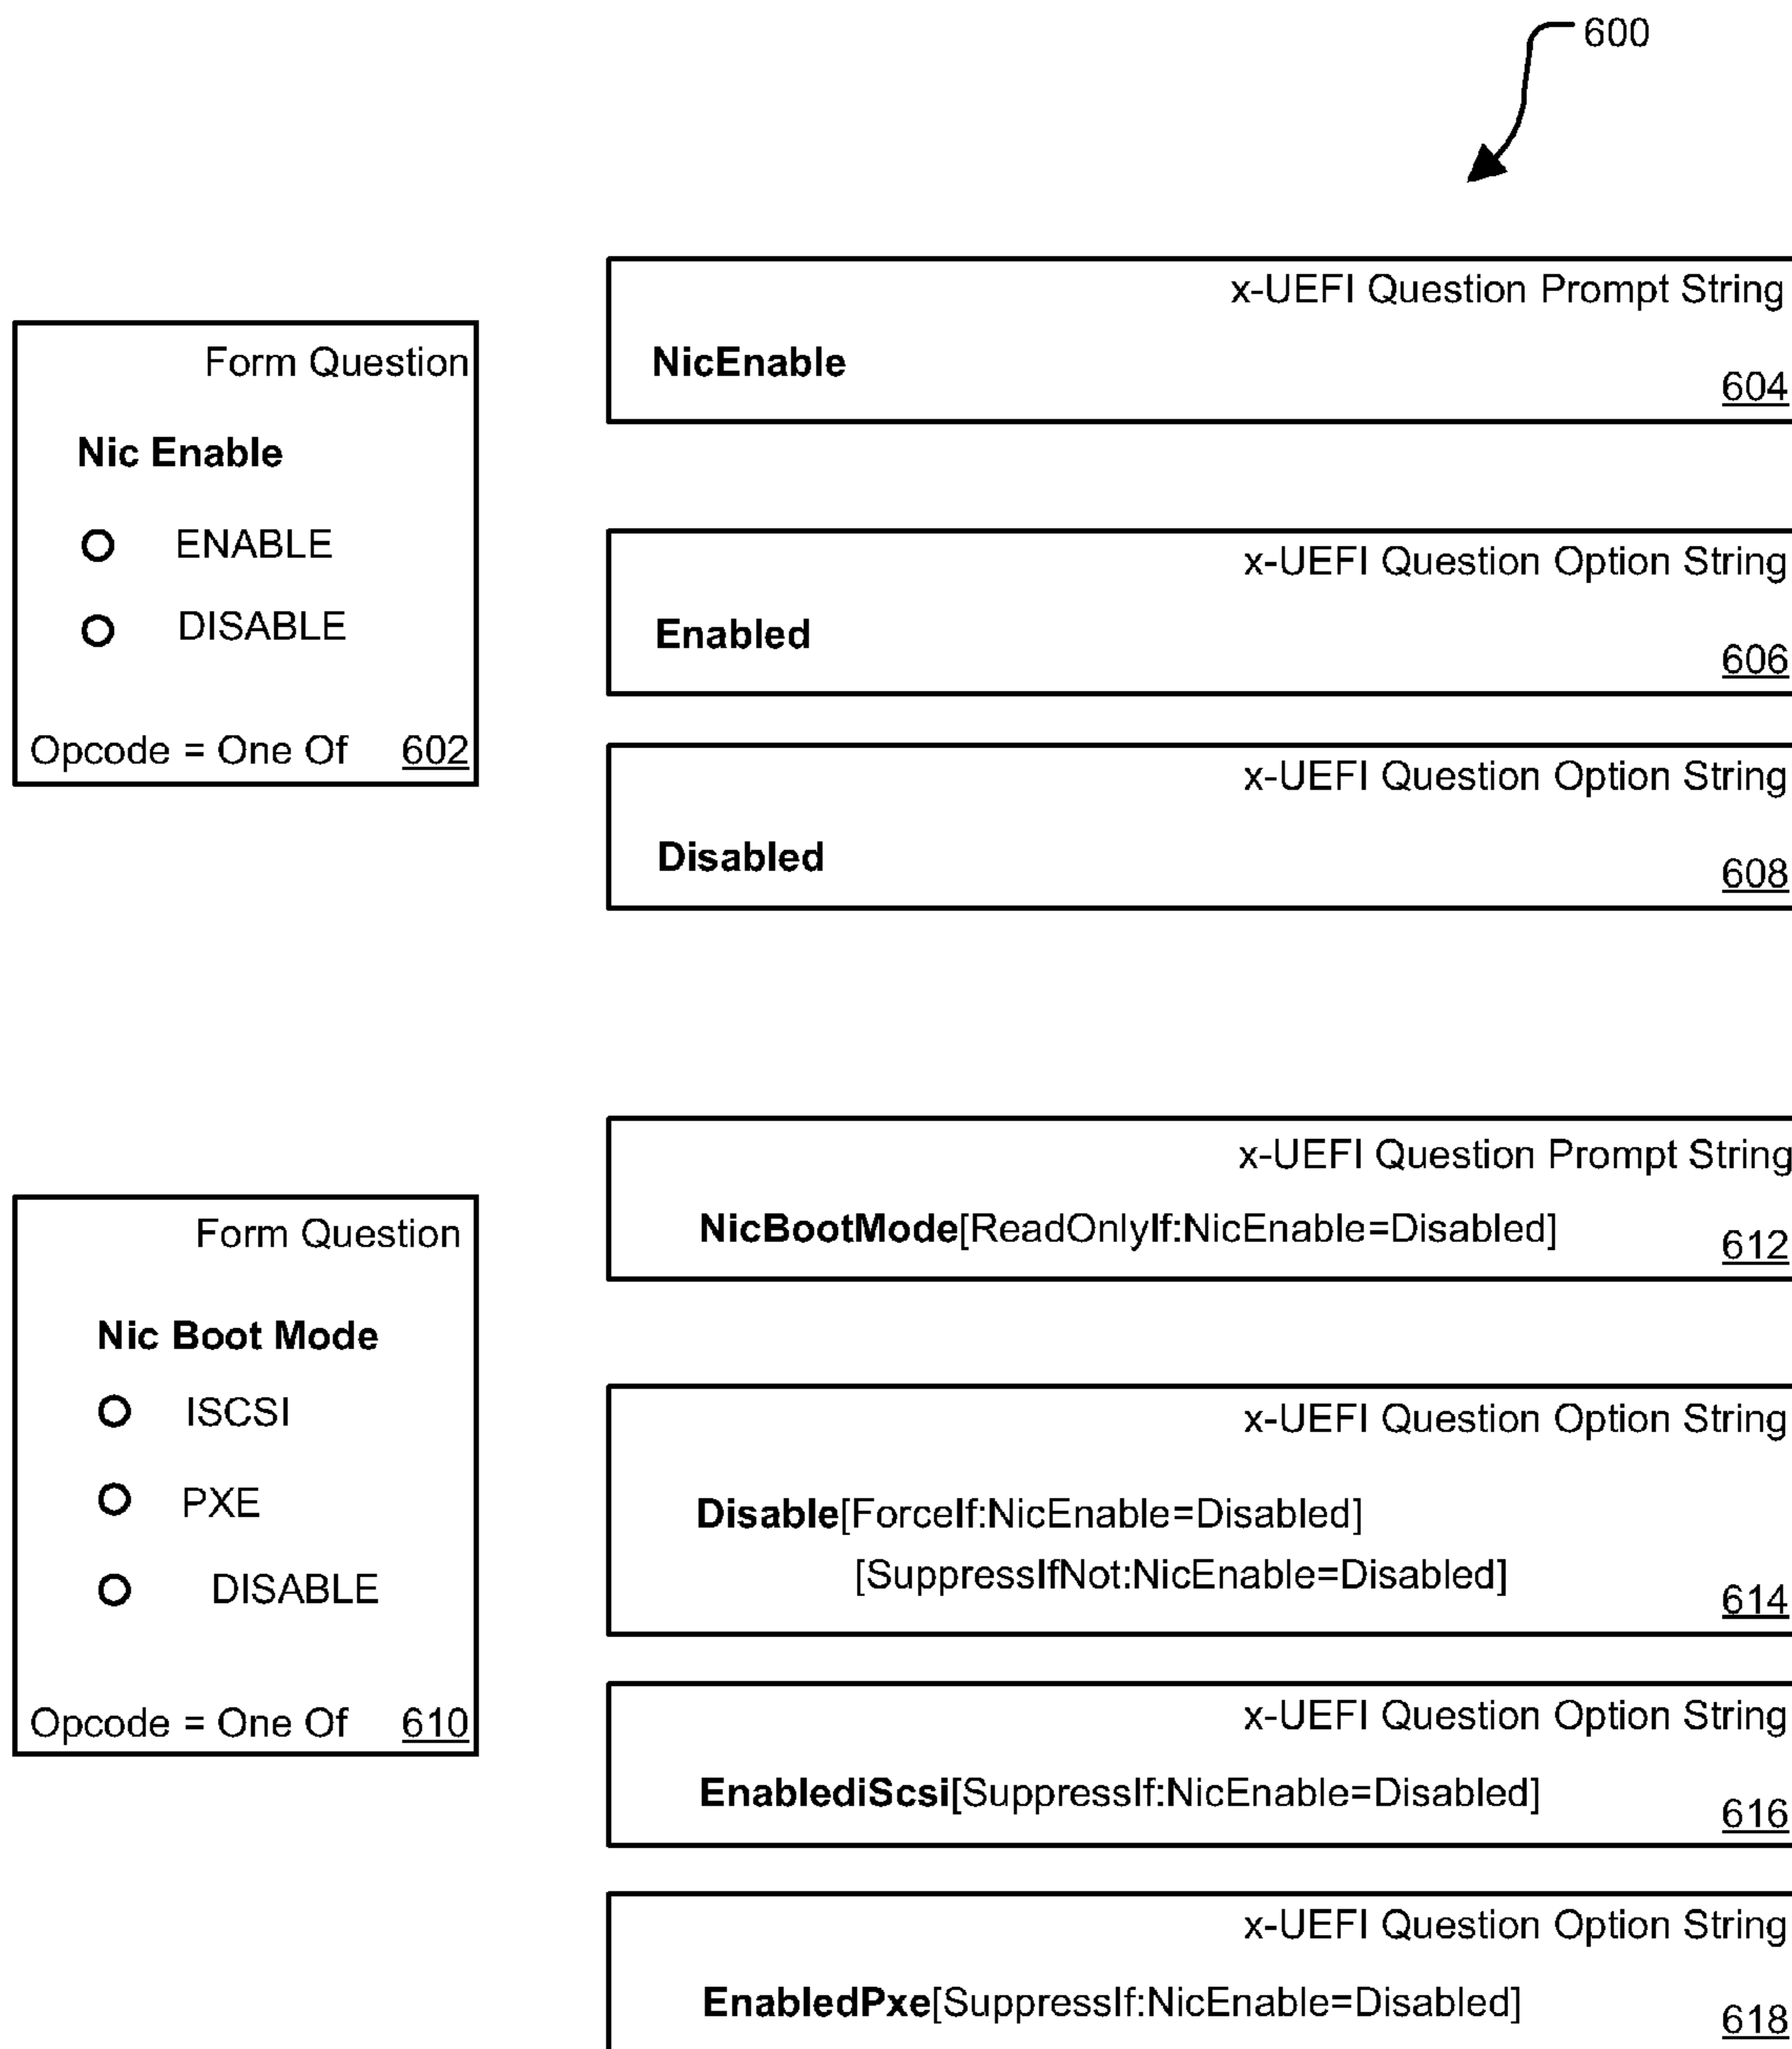 600
Form Question
Nic Enable
ENABLE
DISABLE
Opcode = One Of 602
x-UEFI Question Prompt String
NicEnable
604
x-UEFI Question Option String
Enabled
606
x-UEFI Question Option String
Disabled
608
Form Question
Nic Boot Mode
ISCSI
PXE
DISABLE
Opcode = One Of 610
x-UEFI Question Prompt String
NicBootMode[ReadOnlyIf:NicEnable=Disabled]
612
x-UEFI Question Option String
Disable[ForceIf:NicEnable=Disabled]
[SuppressIfNot:NicEnable=Disabled]
614
x-UEFI Question Option String
EnablediScsi[SuppressIf:NicEnable=Disabled]
616
x-UEFI Question Option String
EnabledPxe[SuppressIf:NicEnable=Disabled]
618